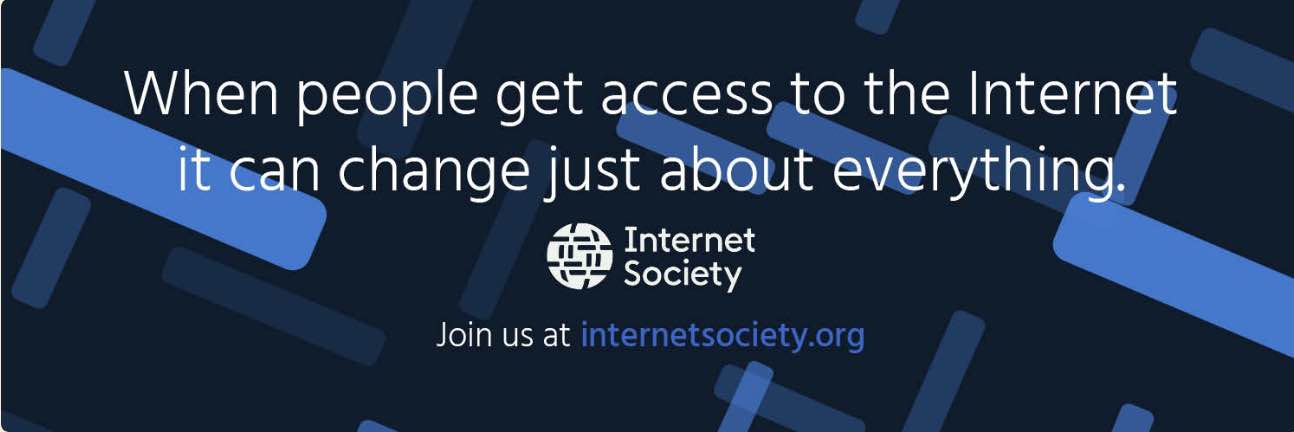 When people get access to the Internet
it can change just about everything.
Internet
Society
Join us at internetsociety.org